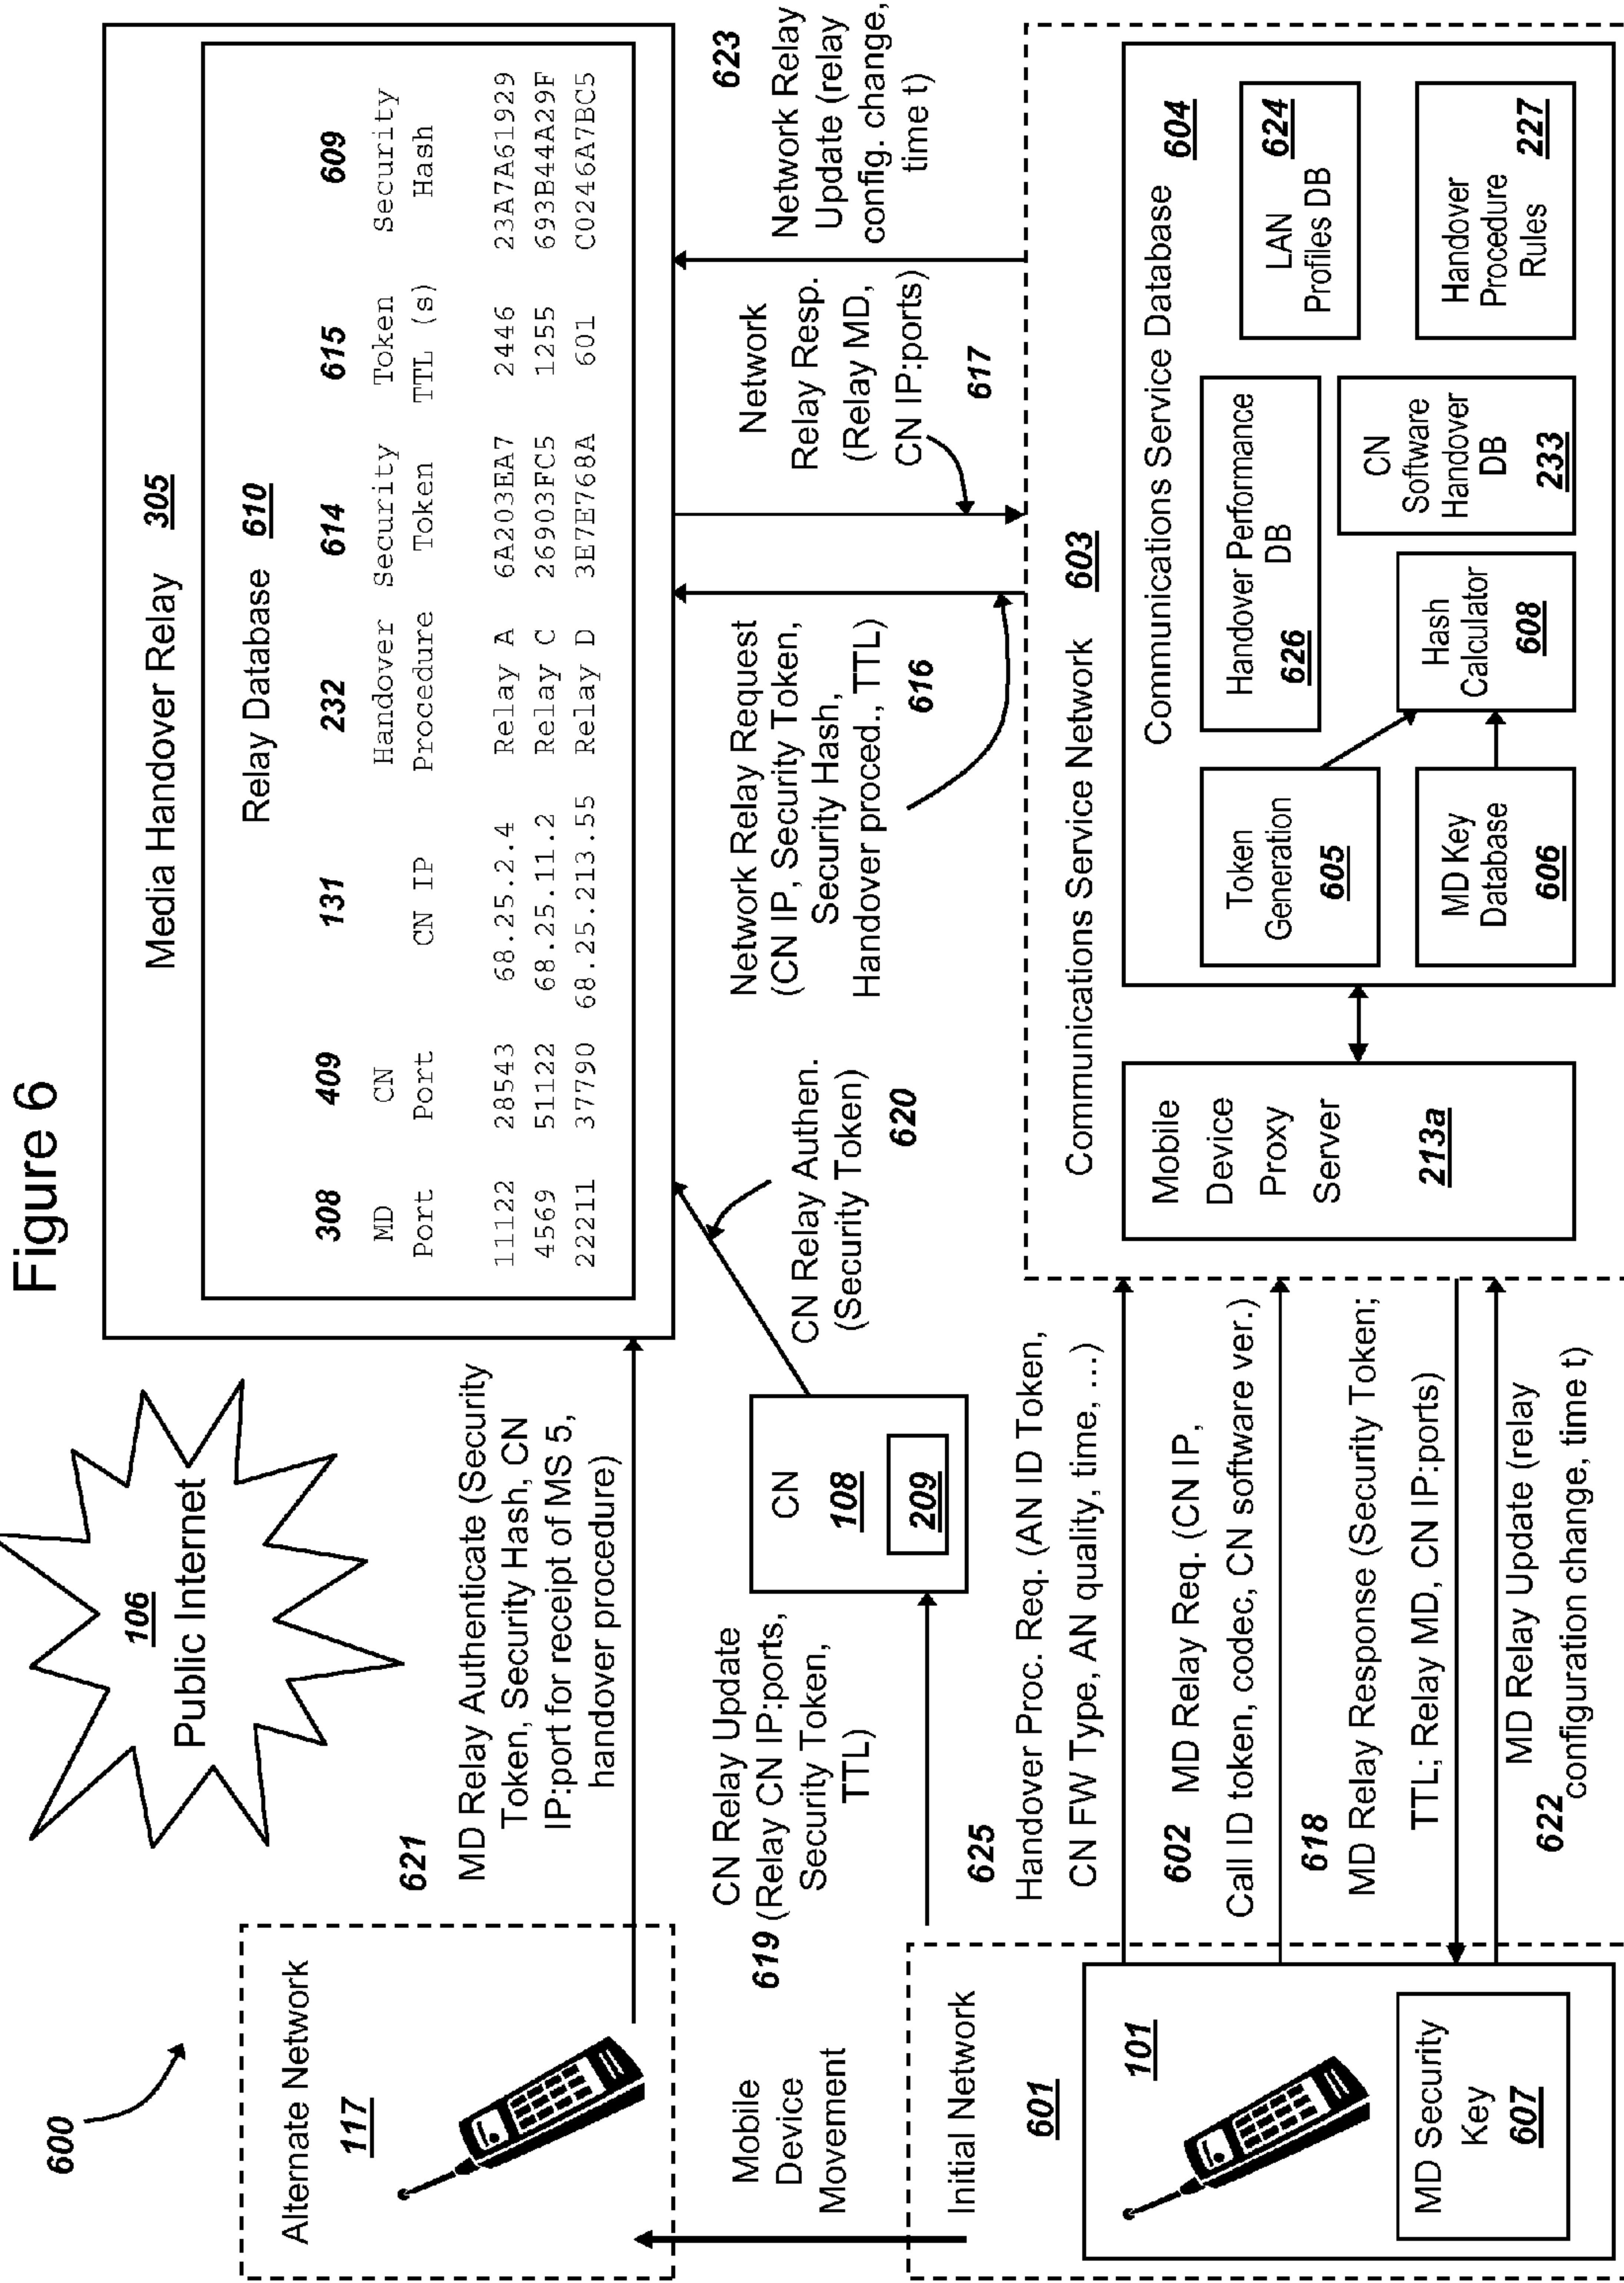 Figure 6
600
Alternate Network
117
106
Public Internet
621
MD Relay Authenticate (Security
Token, Security Hash, CN
IP:port for receipt of MS 5,
handover procedure)
Media Handover Relay 305
Relay Database 610
308 409 131 232 614 615 609
MD CN Handover Security Token Security
Port Port CN IP Procedure Token TTL (s) Hash
11122 28543 68.25.2.4 Relay A 6A203EA7 2446 23A7A61929
4569 51122 68.25.11.2 Relay C 26903FC5 1255 693B44A29F
22211 37790 68.25.213.55 Relay D 3E7E768A 601 C0246A7BC5
Mobile
Device
Movement
CN Relay Update
619 (Relay CN IP:ports,
Security Token,
TTL)
CN
108
209
CN Relay Authen.
(Security Token)
620
Network Relay Request
(CN IP, Security Token,
Security Hash,
Handover proced., TTL)
616
Network
Relay Resp.
(Relay MD,
CN IP:ports)
617
623
Network Relay
Update (relay
config. change,
time t)
Initial Network
601
101
MD Security
Key
607
625
Handover Proc. Req. (AN ID Token,
CN FW Type, AN quality, time, ...)
602 MD Relay Req. (CN IP,
Call ID token, codec, CN software ver.)
618
MD Relay Response (Security Token;
TTL; Relay MD, CN IP:ports)
MD Relay Update (relay
622 configuration change, time t)
Communications Service Network 603
Mobile
Device
Proxy
Server
213a
Communications Service Database 604
Token
Generation
605
MD Key
Database
606
Handover Performance
626 DB
Hash
Calculator
608
CN
Software
Handover
DB
233
LAN 624
Profiles DB
Handover
Procedure
Rules 227